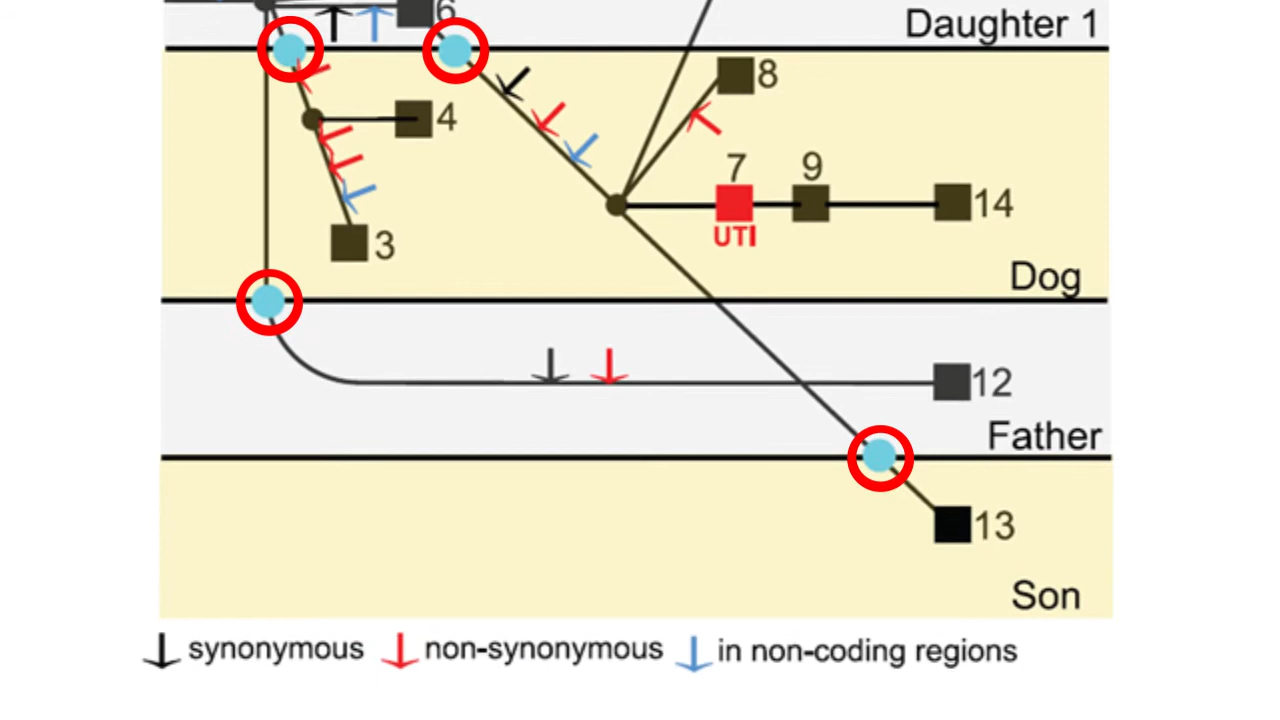 6
Daughter 1
8
4
7
9
14
UTI
3
Dog
12
Father
13
Son
synonymous
non-synonymous
in non-coding regions